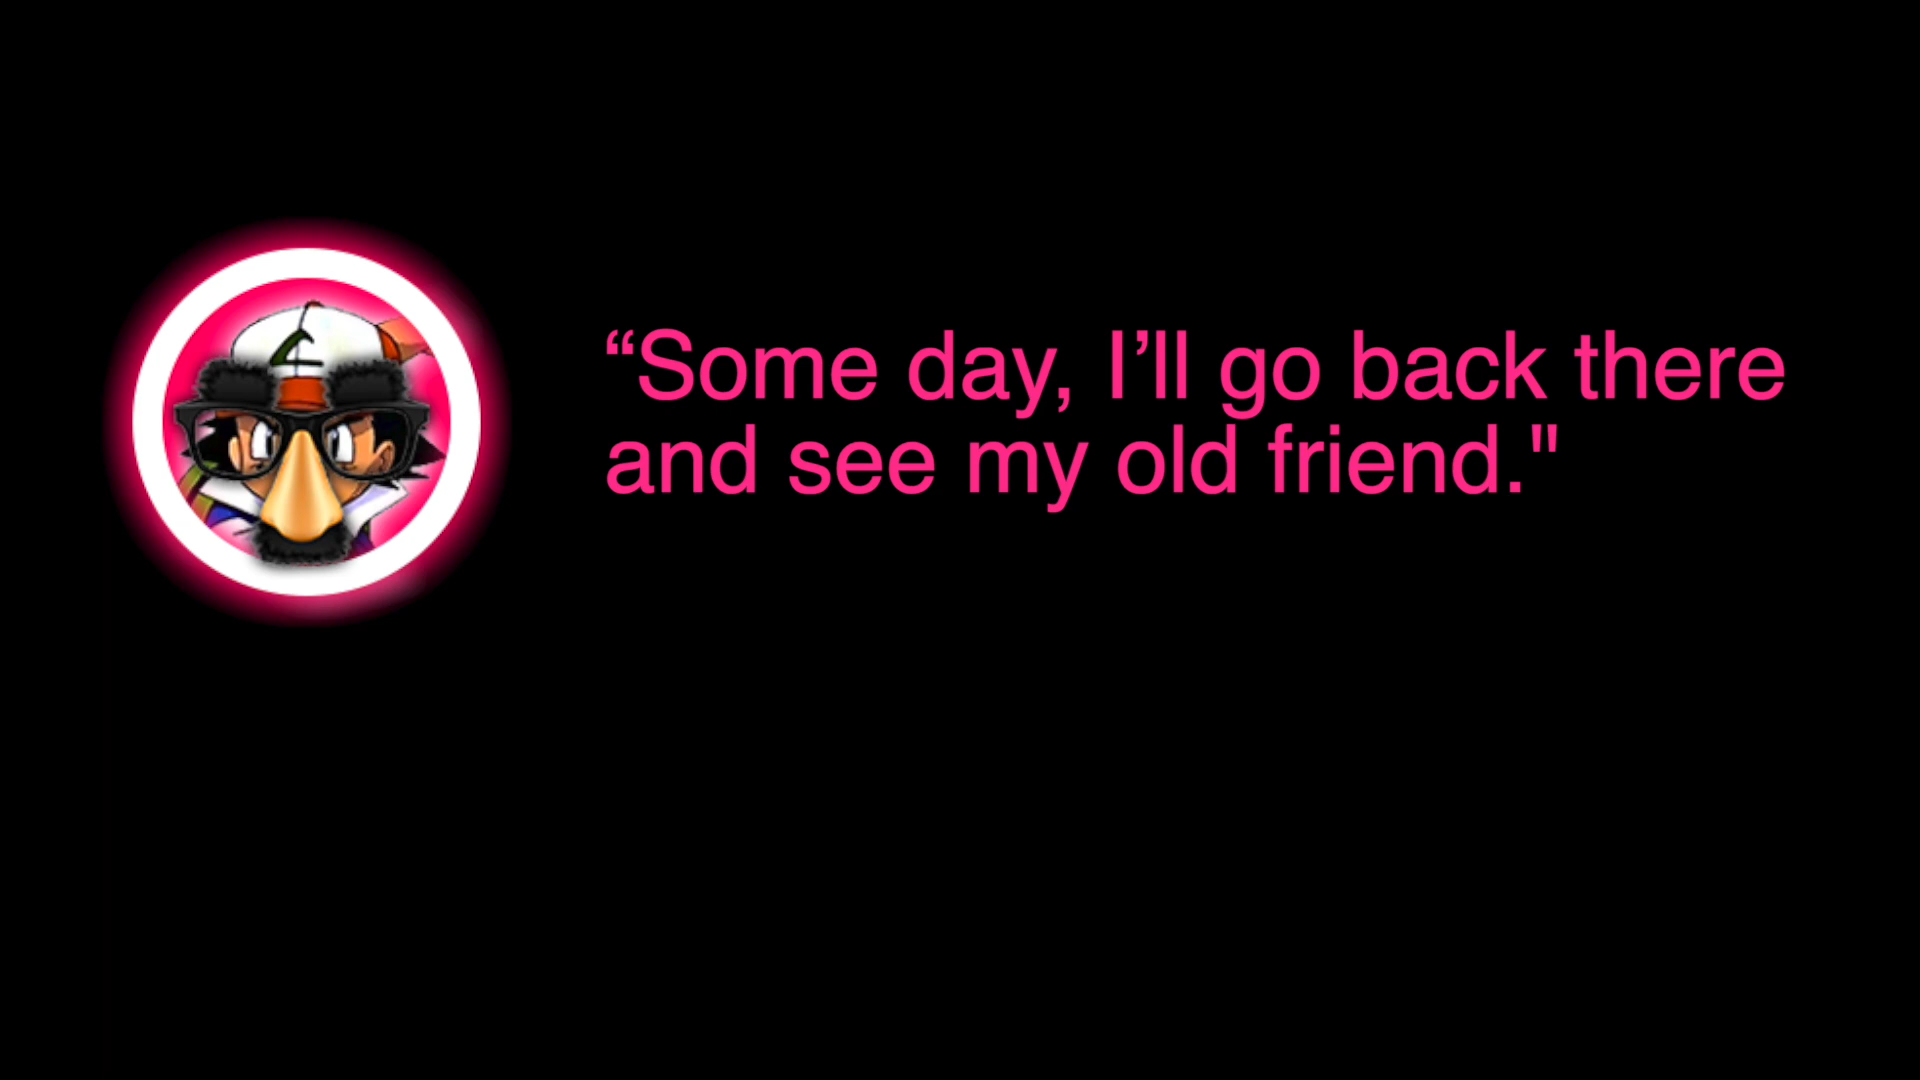 “Some day, I’ll go back there
and see my old friend."